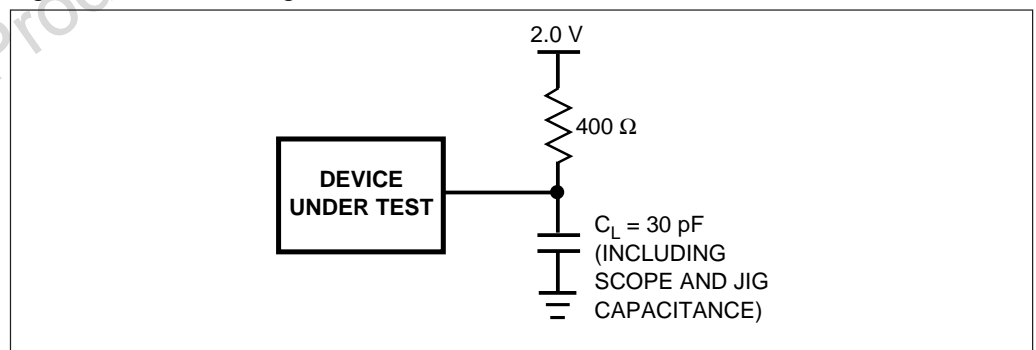 2.0 V
400 Ω
DEVICE
UNDER TEST
C_L = 30 pF
(INCLUDING
SCOPE AND JIG
CAPACITANCE)